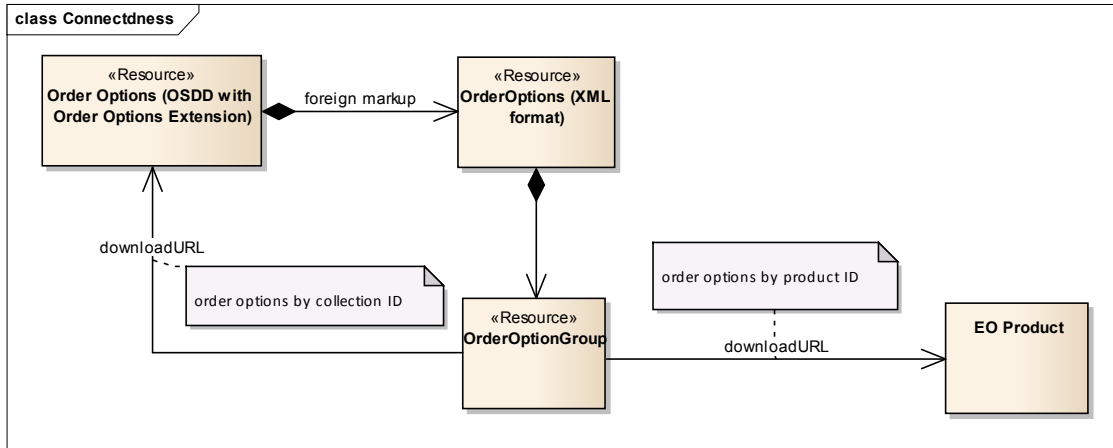 class Connectdness
«Resource»
Order Options (OSDD with
Order Options Extension)
foreign markup
«Resource»
OrderOptions (XML
format)
downloadURL
order options by collection ID
order options by product ID
«Resource»
OrderOptionGroup
downloadURL
EO Product